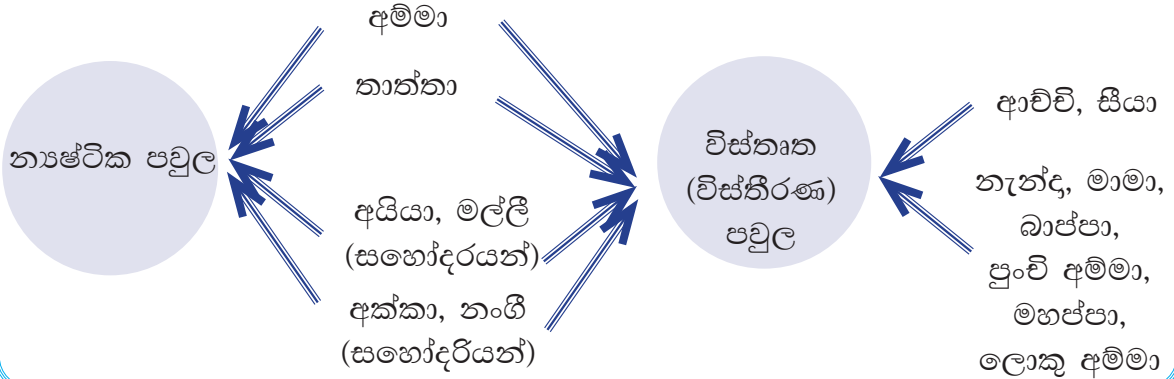 න්‍යෂ්ටික පවුල
අම්මා
තාත්තා
අයියා, මල්ලී
(සහෝදරයන්)
අක්කා, නංගී
(සහෝදරියන්)
විස්තෘත
(විස්තීරණ)
පවුල
ආච්චි, සීයා
නැන්දා, මාමා,
බාප්පා,
පුංචි අම්මා,
මහප්පා,
ලොකු අම්මා